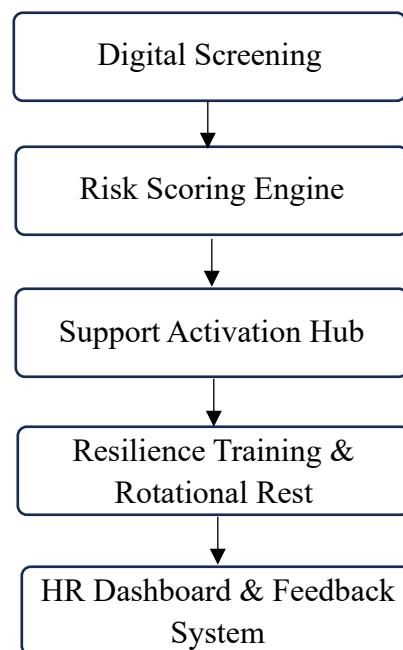 Digital Screening
Risk Scoring Engine
Support Activation Hub
Resilience Training &
Rotational Rest
HR Dashboard & Feedback
System